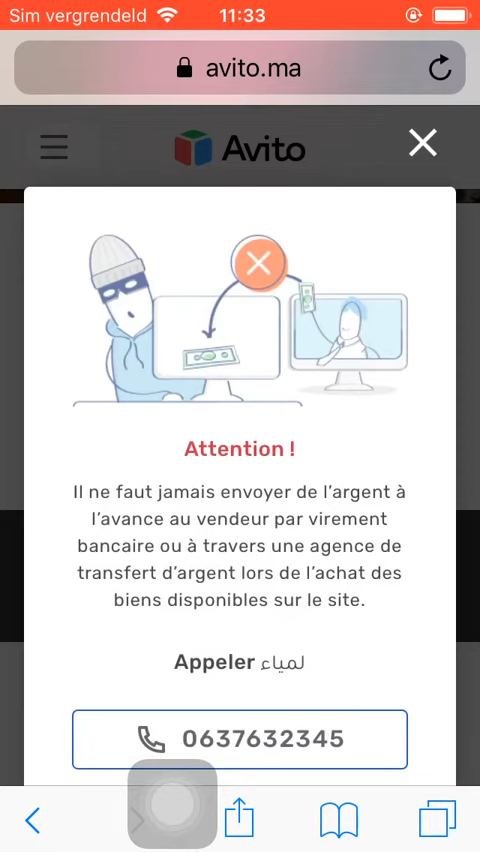 Sim vergrendeld 11:33
avito.ma
Avito
Attention !
Il ne faut jamais envoyer de l'argent à
l'avance au vendeur par virement
bancaire ou à travers une agence de
transfert d'argent lors de l'achat des
biens disponibles sur le site.
Appeler لمياء
0637632345